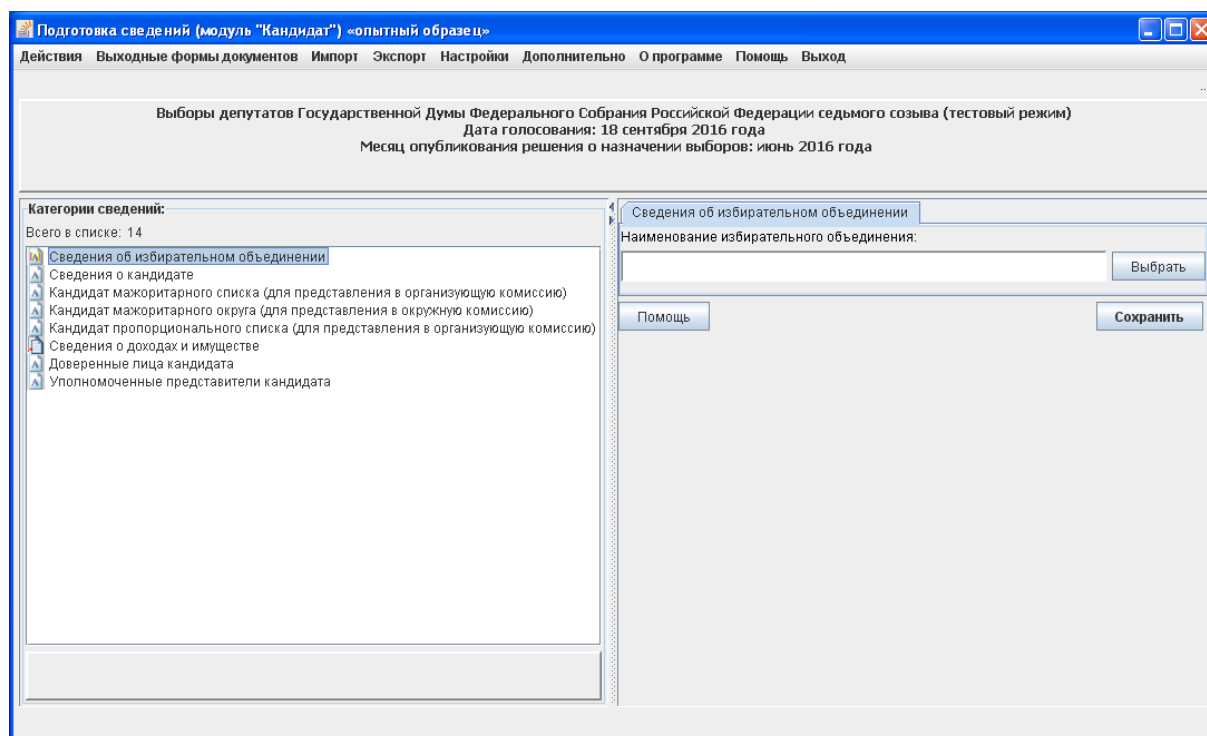 Подготовка сведений (модуль "Кандидат") «опытный образец»
Действия Выходные формы документов Импорт Экспорт Настройки Дополнительно О программе Помощь Выход
...
Выборы депутатов Государственной Думы Федерального Собрания Российской Федерации седьмого созыва (тестовый режим)
Дата голосования: 18 сентября 2016 года
Месяц опубликования решения о назначении выборов: июнь 2016 года
Категории сведений:
Всего в списке: 14
Сведения об избирательном объединении
Сведения о кандидате
Кандидат мажоритарного списка (для представления в организующую комиссию)
Кандидат мажоритарного округа (для представления в окружную комиссию)
Кандидат пропорционального списка (для представления в организующую комиссию)
Сведения о доходах и имуществе
Доверенные лица кандидата
Уполномоченные представители кандидата
Сведения об избирательном объединении
Наименование избирательного объединения:
Выбрать
Помощь
Сохранить